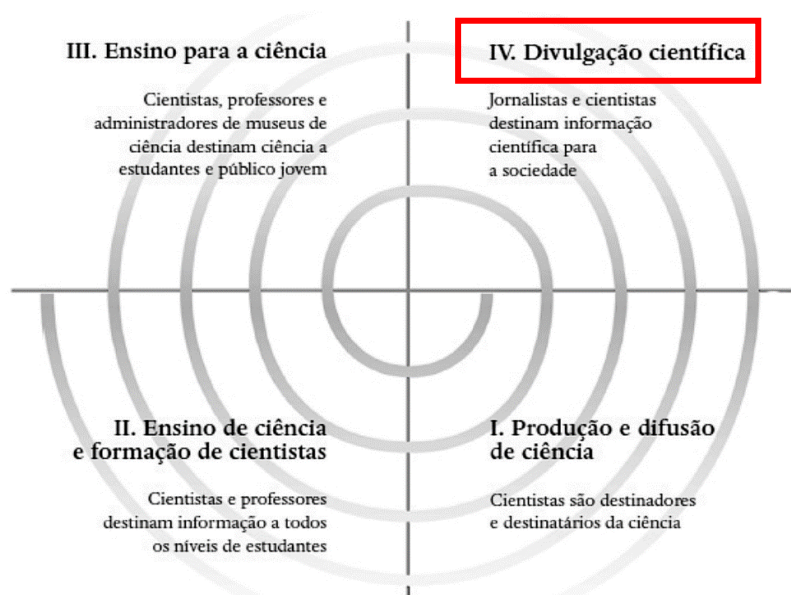 III. Ensino para a ciência
Cientistas, professores e
administradores de museus de
ciência destinam ciência a
estudantes e público jovem
IV. Divulgação científica
Jornalistas e cientistas
destinam informação
científica para
a sociedade
II. Ensino de ciência
e formação de cientistas
Cientistas e professores
destinam informação a todos
os níveis de estudantes
I. Produção e difusão
de ciência
Cientistas são destinadores
e destinatários da ciência